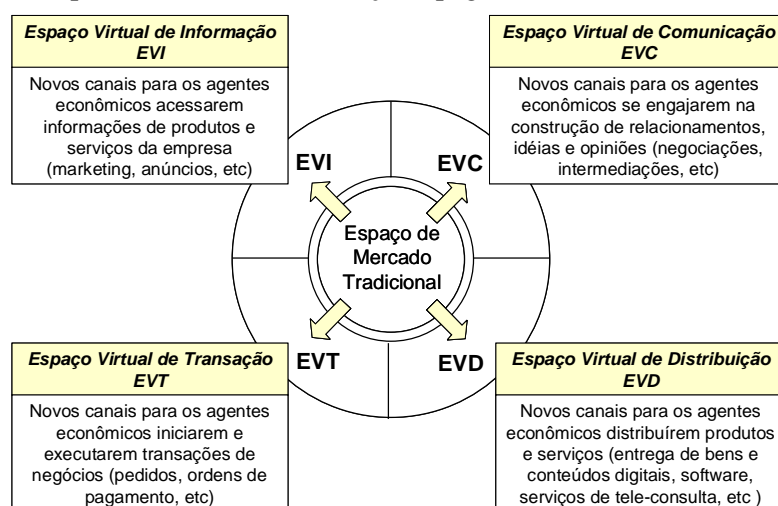 Espaço Virtual de Informação
EVI
Novos canais para os agentes
econômicos acessarem
informações de produtos e
serviços da empresa
(marketing, anúncios, etc)
Espaço Virtual de Comunicação
EVC
Novos canais para os agentes
econômicos se engajarem na
construção de relacionamentos,
idéias e opiniões (negociações,
intermediações, etc)
EVI
EVC
Espaço de
Mercado
Tradicional
EVT
EVD
Espaço Virtual de Transação
EVT
Novos canais para os agentes
econômicos iniciarem e
executarem transações de
negócios (pedidos, ordens de
pagamento, etc)
Espaço Virtual de Distribuição
EVD
Novos canais para os agentes
econômicos distribuírem produtos
e serviços (entrega de bens e
conteúdos digitais, software,
serviços de tele-consulta, etc )